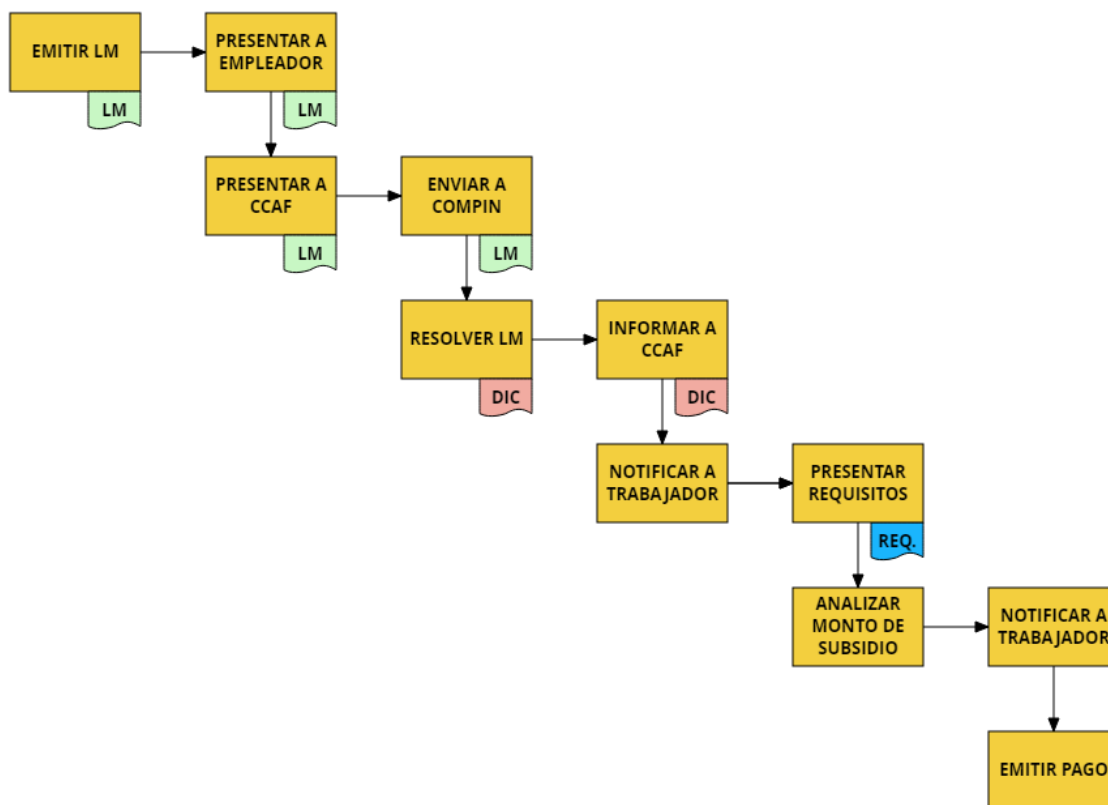 EMITIR LM
LM
PRESENTAR A
EMPLEADOR
LM
PRESENTAR A
CCAF
LM
ENVIAR A
COMPIN
LM
RESOLVER LM
DIC
INFORMAR A
CCAF
DIC
NOTIFICAR A
TRABAJADOR
PRESENTAR
REQUISITOS
REQ.
ANALIZAR
MONTO DE
SUBSIDIO
NOTIFICAR A
TRABAJADOR
EMITIR PAGO